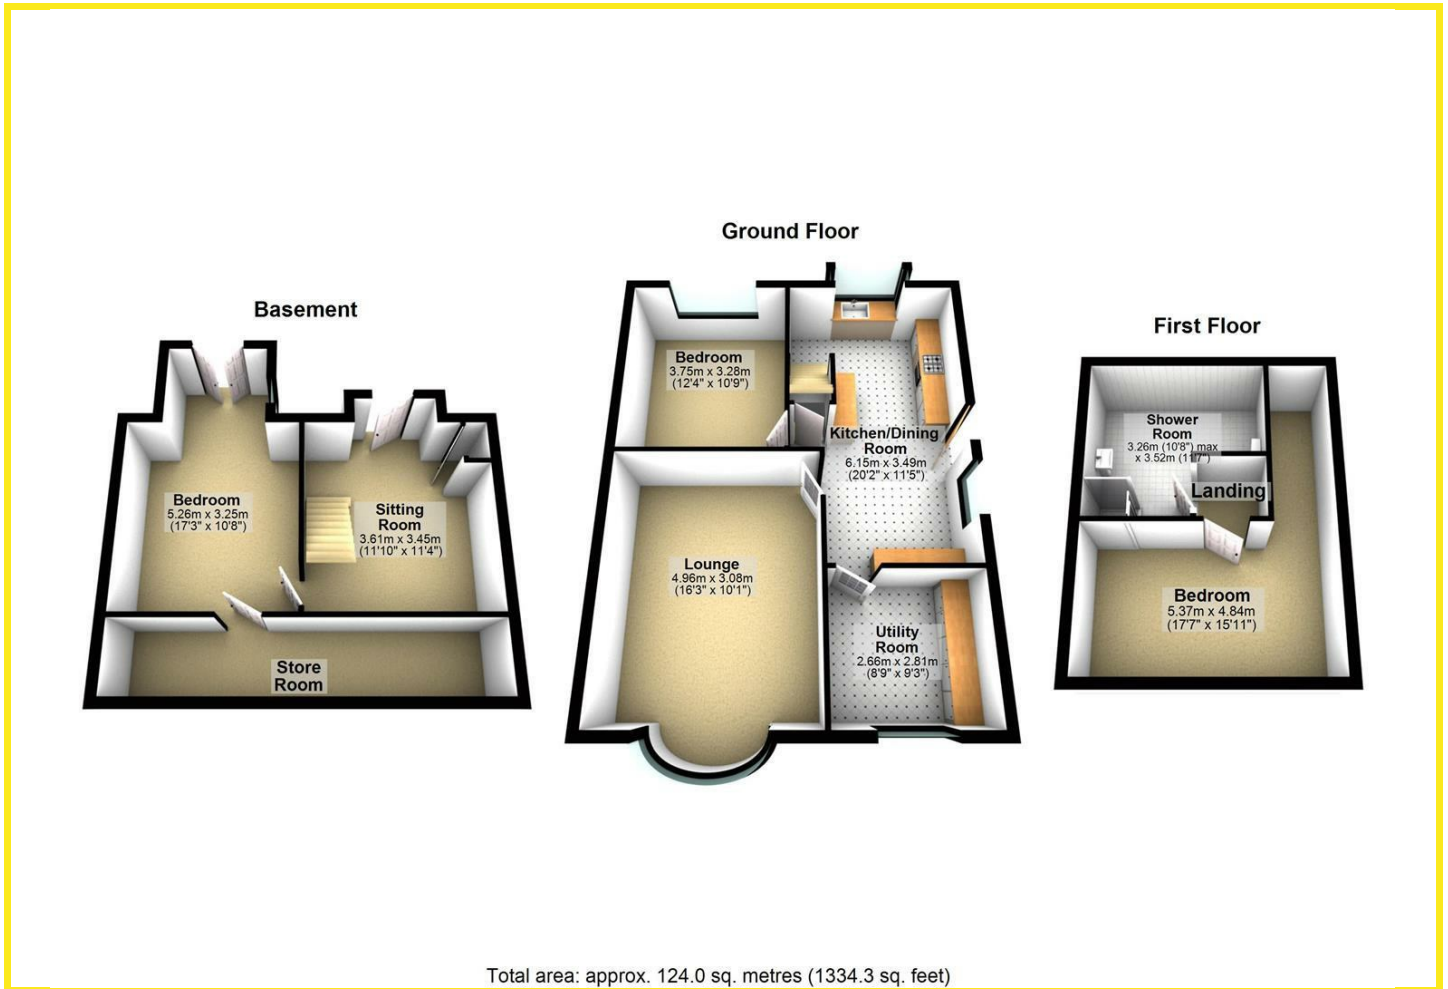 Ground Floor
Basement
First Floor
Bedroom
3.75m x 3.28m
(12'4" x 10'9")
Kitchen/Dining
Room
6.15m x 3.49m
(20'2" x 11'5")
Shower
Room
3.26m (10'8") max
x 3.52m (11'7")
Landing
Bedroom
5.26m x 3.25m
(17'3" x 10'8")
Sitting
Room
3.61m x 3.45m
(11'10" x 11'4")
Lounge
4.96m x 3.08m
(16'3" x 10'1")
Bedroom
5.37m x 4.84m
(17'7" x 15'11")
Utility
Room
2.66m x 2.81m
(8'9" x 9'3")
Store
Room
Total area: approx. 124.0 sq. metres (1334.3 sq. feet)